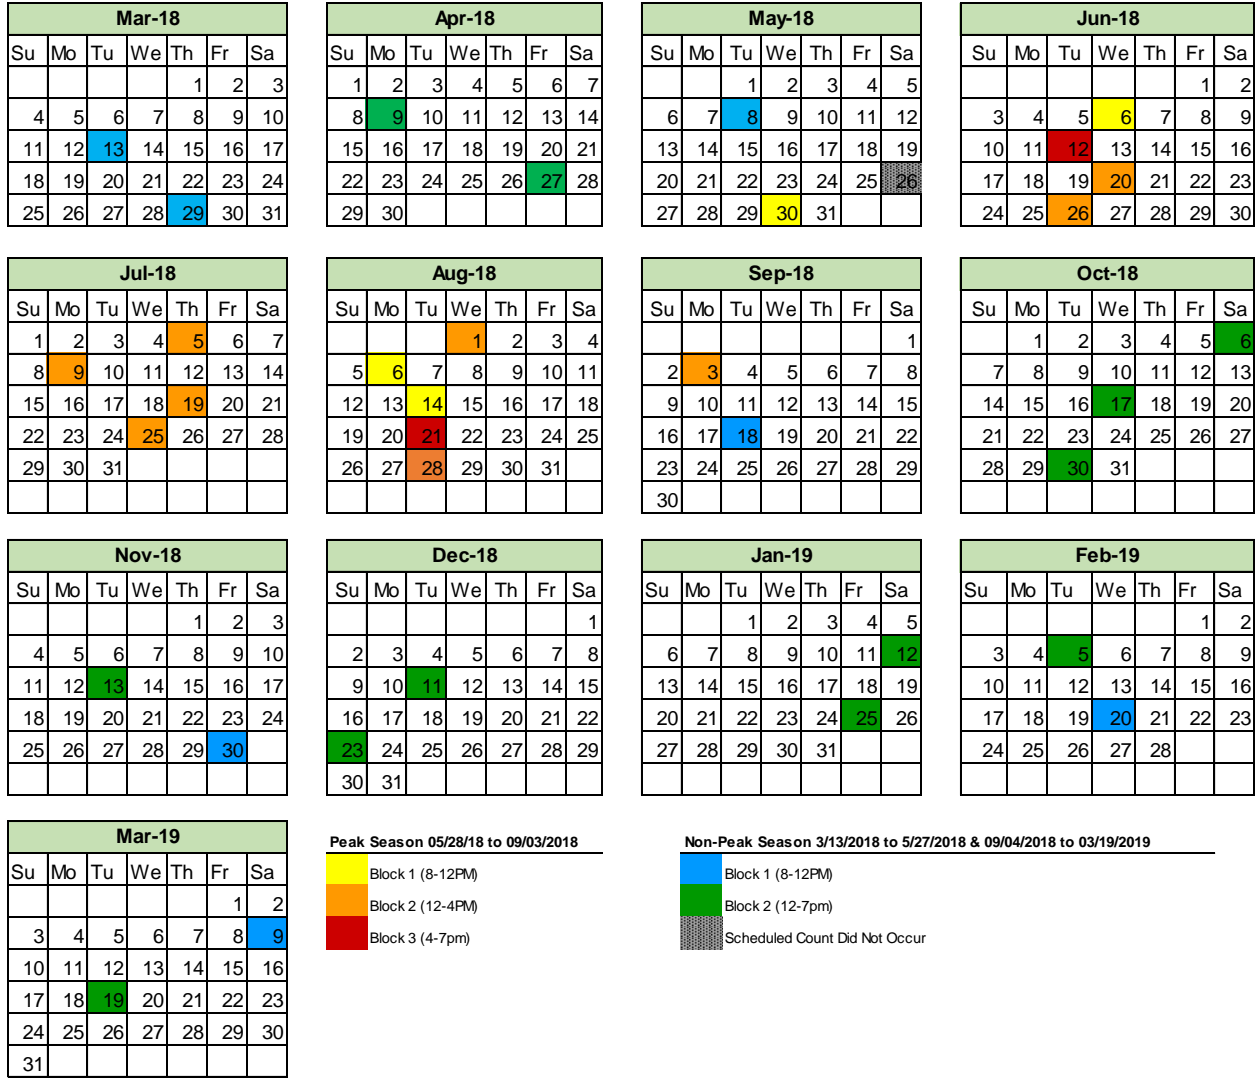 Mar-18 Apr-18 May-18 Jun-18
Su Mo Tu We Th Fr Sa Su Mo Tu We Th Fr Sa Su Mo Tu We Th Fr Sa Su Mo Tu We Th Fr Sa
1 2 3 1 2 3 4 5 6 7 1 2 3 4 5 1 2
4 5 6 7 8 9 10 8 9 10 11 12 13 14 6 7 8 9 10 11 12 3 4 5 6 7 8 9
11 12 13 14 15 16 17 15 16 17 18 19 20 21 13 14 15 16 17 18 19 10 11 12 13 14 15 16
18 19 20 21 22 23 24 22 23 24 25 26 27 28 20 21 22 23 24 25 26 17 18 19 20 21 22 23
25 26 27 28 29 30 31 29 30 27 28 29 30 31 24 25 26 27 28 29 30
Jul-18 Aug-18 Sep-18 Oct-18
Su Mo Tu We Th Fr Sa Su Mo Tu We Th Fr Sa Su Mo Tu We Th Fr Sa Su Mo Tu We Th Fr Sa
1 2 3 4 5 6 7 1 2 3 4 1 1 2 3 4 5 6
8 9 10 11 12 13 14 5 6 7 8 9 10 11 2 3 4 5 6 7 8 7 8 9 10 11 12 13
15 16 17 18 19 20 21 12 13 14 15 16 17 18 9 10 11 12 13 14 15 14 15 16 17 18 19 20
22 23 24 25 26 27 28 19 20 21 22 23 24 25 16 17 18 19 20 21 22 21 22 23 24 25 26 27
29 30 31 26 27 28 29 30 31 23 24 25 26 27 28 29 28 29 30 31
30
Nov-18 Dec-18 Jan-19 Feb-19
Su Mo Tu We Th Fr Sa Su Mo Tu We Th Fr Sa Su Mo Tu We Th Fr Sa Su Mo Tu We Th Fr Sa
1 2 3 1 1 2 3 4 5 1 2
4 5 6 7 8 9 10 2 3 4 5 6 7 8 6 7 8 9 10 11 12 3 4 5 6 7 8 9
11 12 13 14 15 16 17 9 10 11 12 13 14 15 13 14 15 16 17 18 19 10 11 12 13 14 15 16
18 19 20 21 22 23 24 16 17 18 19 20 21 22 20 21 22 23 24 25 26 17 18 19 20 21 22 23
25 26 27 28 29 30 23 24 25 26 27 28 29 27 28 29 30 31 24 25 26 27 28
30 31
Mar-19
Su Mo Tu We Th Fr Sa
1 2
3 4 5 6 7 8 9
10 11 12 13 14 15 16
17 18 19 20 21 22 23
24 25 26 27 28 29 30
31
Peak Season 05/28/18 to 09/03/2018
Block 1 (8-12PM)
Block 2 (12-4PM)
Block 3 (4-7pm)
Non-Peak Season 3/13/2018 to 5/27/2018 & 09/04/2018 to 03/19/2019
Block 1 (8-12PM)
Block 2 (12-7pm)
Scheduled Count Did Not Occur